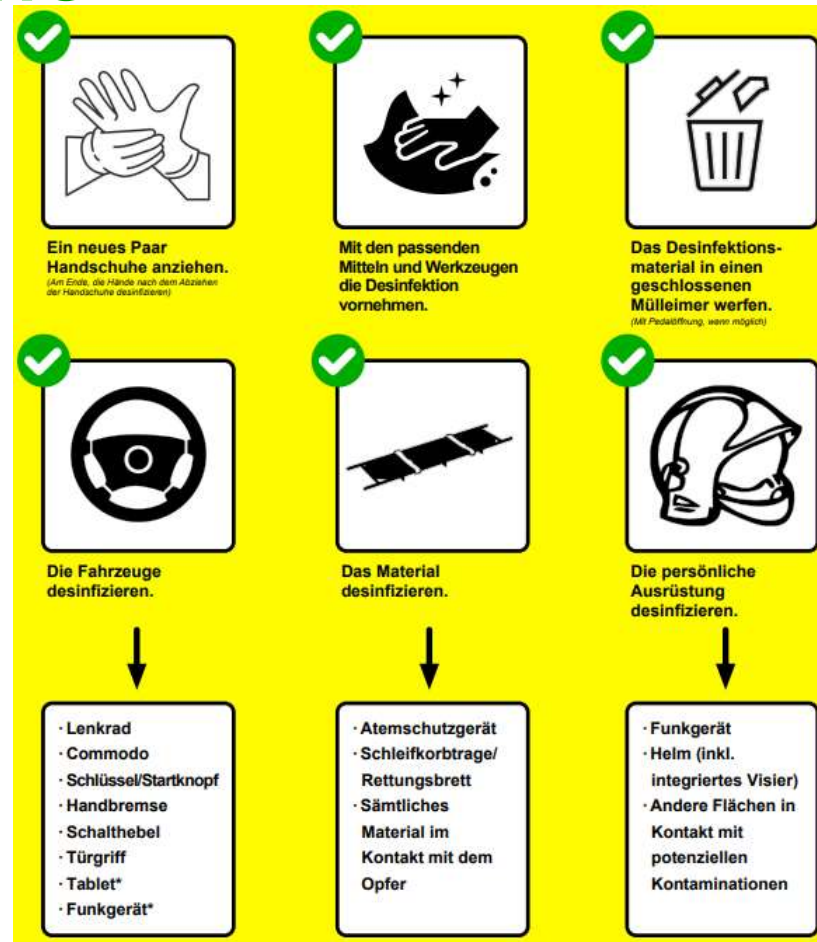 Ein neues Paar
Handschuhe anziehen.
(Am Ende, die Hände nach dem Abziehen
der Handschuhe desinfizieren)
Mit den passenden
Mitteln und Werkzeugen
die Desinfektion
vornehmen.
Das Desinfektions-
material in einen
geschlossenen
Mülleimer werfen.
(Mit Pedalöffnung, wenn möglich)
Die Fahrzeuge
desinfizieren.
Das Material
desinfizieren.
Die persönliche
Ausrüstung
desinfizieren.
· Lenkrad
· Commodo
· Schlüssel/Startknopf
· Handbremse
· Schalthebel
· Türgriff
· Tablet*
· Funkgerät*
· Atemschutzgerät
· Schleifkorbtrage/
Rettungsbrett
· Sämtliches
Material im
Kontakt mit dem
Opfer
· Funkgerät
· Helm (inkl.
integriertes Visier)
· Andere Flächen in
Kontakt mit
potenziellen
Kontaminationen